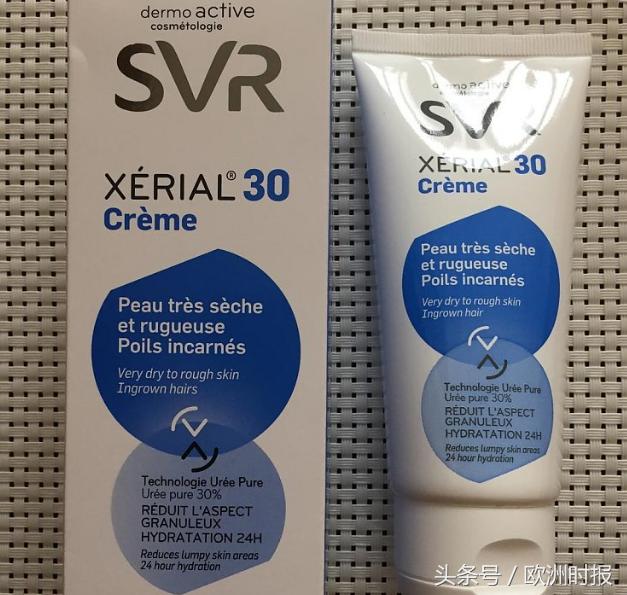 dermo active
cosmétologie
SVR
XÉRIAL® 30
Crème
Peau très sèche
et rugueuse
Poils incarnés
Very dry to rough skin
Ingrown hairs
Technologie Urée Pure
Urée pure 30%
RÉDUIT L'ASPECT
GRANULEUX
HYDRATATION 24H
Reduces lumpy skin areas
24 hour hydration
dermo active
cosmétologie
SVR
XÉRIAL® 30
Crème
Peau très sèche
et rugueuse
Poils incarnés
Very dry to rough skin
Ingrown hair
Technologie Urée Pure
Urée pure 30%
RÉDUIT L'ASPECT
GRANULEUX
HYDRATATION 24H
Reduces lumpy skin areas
24 hour hydration
头条号 / 欧洲时报